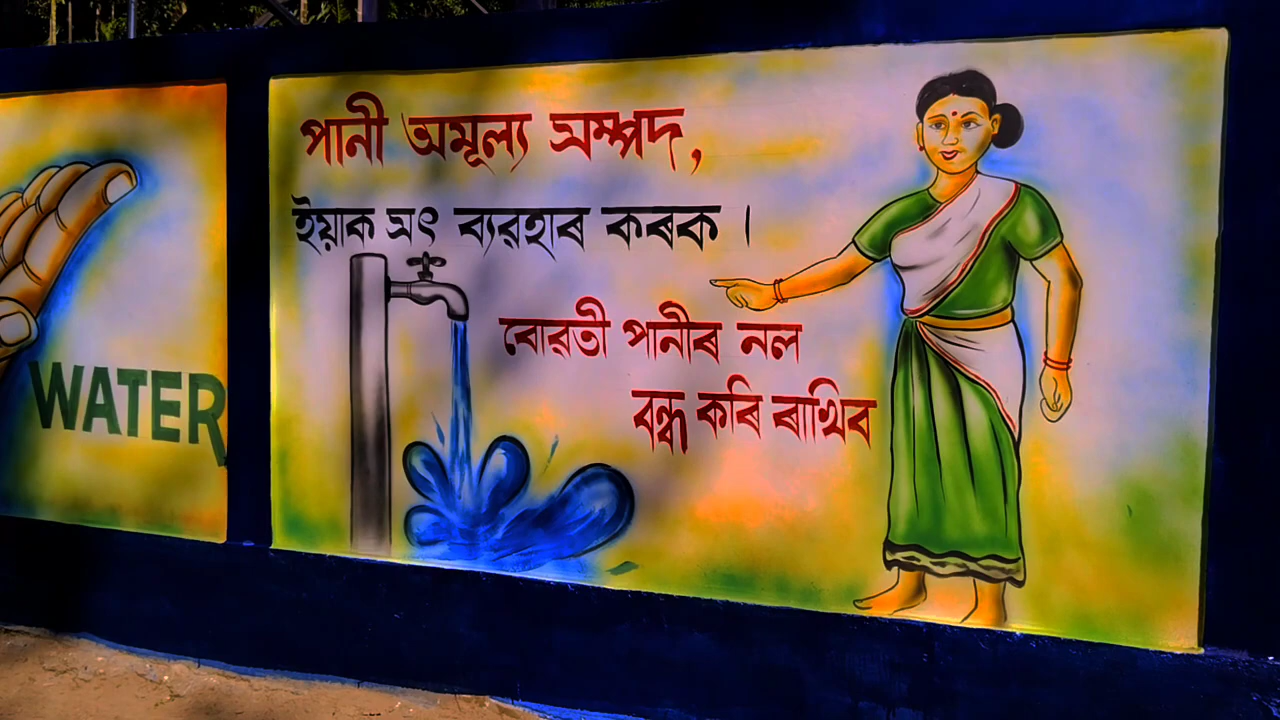 WATER
পানী অমূল্য সম্পদ,
ইয়াক সৎ ব্যৱহাৰ কৰক ।
বোৱতী পানীৰ নল
বন্ধ কৰি ৰাখিব